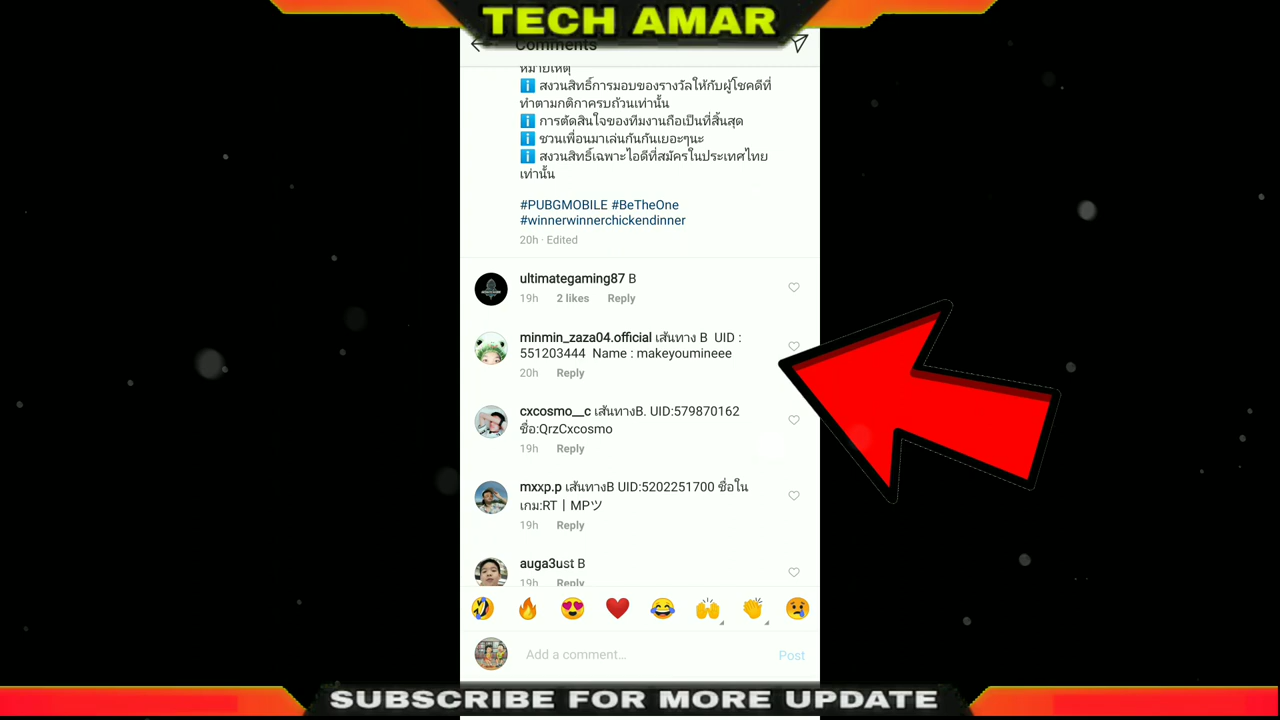 TECH AMAR
Comments
หมายเหตุ
ℹ️ สงวนสิทธิ์การมอบของรางวัลให้กับผู้โชคดีที่
ทำตามกติกาครบถ้วนเท่านั้น
ℹ️ การตัดสินใจของทีมงานถือเป็นที่สิ้นสุด
ℹ️ ชวนเพื่อนมาเล่นกันกันเยอะๆนะ
ℹ️ สงวนสิทธิ์เฉพาะไอดีที่สมัครในประเทศไทย
เท่านั้น
#PUBGMOBILE #BeTheOne
#winnerwinnerchickendinner
20h · Edited
ultimategaming87 B
19h 2 likes Reply
minmin_zaza04.official เส้นทาง B UID :
551203444 Name : makeyoumineee
20h Reply
cxcosmo__c เส้นทางB. UID:579870162
ชื่อ:QrzCxcosmo
19h Reply
mxxp.p เส้นทางB UID:5202251700 ชื่อใน
เกม:RT丨MPツ
19h Reply
auga3ust B
19h Reply
Add a comment... Post
SUBSCRIBE FOR MORE UPDATE